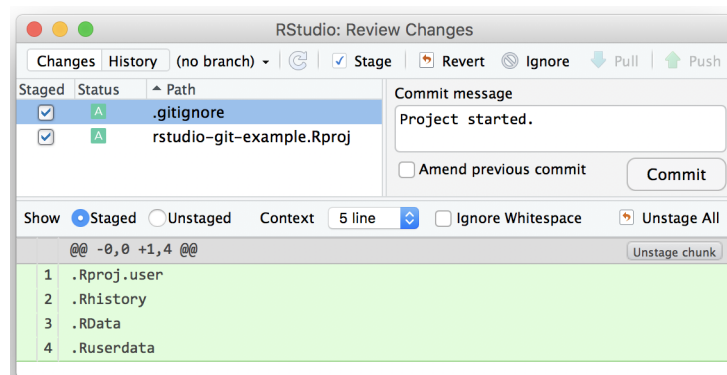 RStudio: Review Changes
Changes History (no branch) Stage Revert Ignore Pull Push
Staged Status Path
A .gitignore
A rstudio-git-example.Rproj
Commit message
Project started.
Amend previous commit Commit
Show Staged Unstaged Context 5 line Ignore Whitespace Unstage All
@@ -0,0 +1,4 @@ Unstage chunk
1 .Rproj.user
2 .Rhistory
3 .RData
4 .Ruserdata